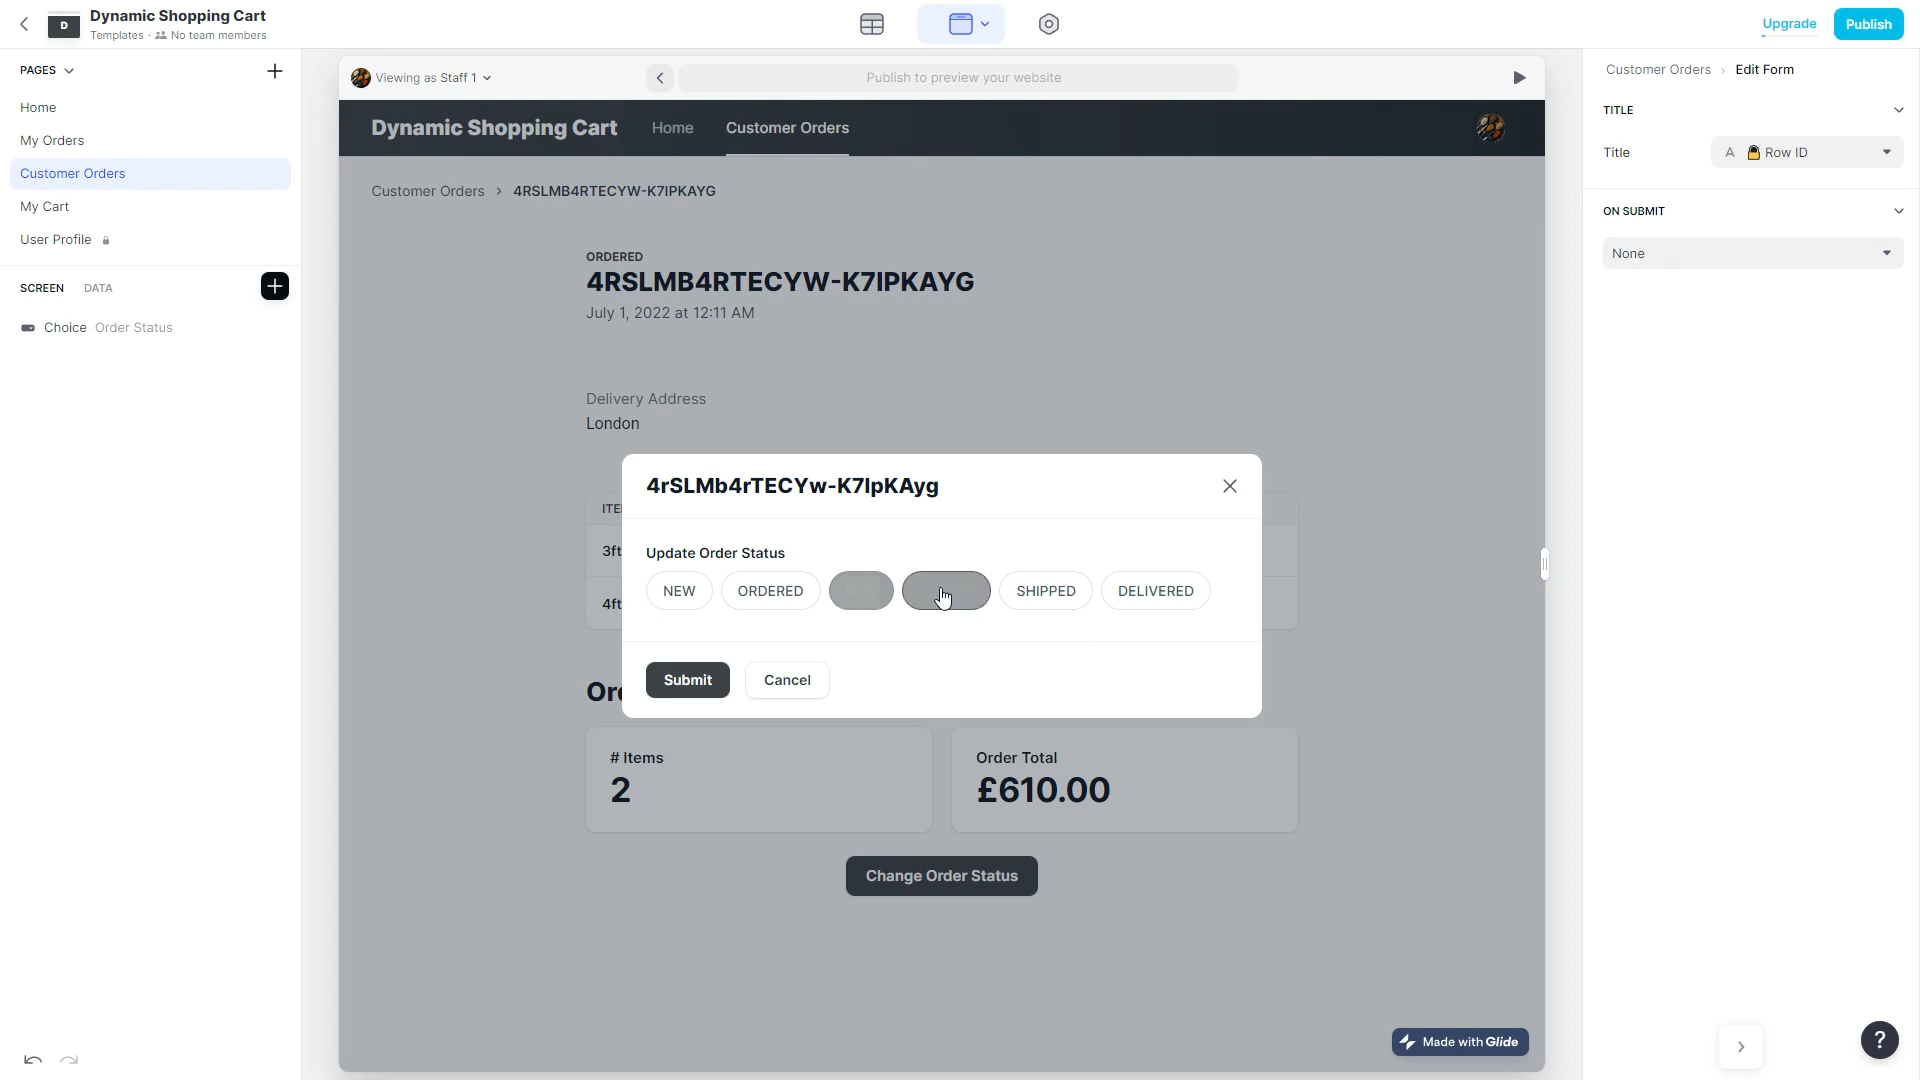 D
Dynamic Shopping Cart
Templates · No team members
Upgrade
Publish
PAGES
Home
My Orders
Customer Orders
My Cart
User Profile
SCREEN
DATA
Choice Order Status
Viewing as Staff 1
Publish to preview your website
Dynamic Shopping Cart
Home
Customer Orders
Customer Orders › 4RSLMB4RTECYW-K7IPKAYG
ORDERED
4RSLMB4RTECYW-K7IPKAYG
July 1, 2022 at 12:11 AM
Delivery Address
London
ITE
3ft
4ft
4rSLMb4rTECYw-K7IpKAyg
Update Order Status
NEW
ORDERED
SHIPPED
DELIVERED
Submit
Cancel
Or
# Items
2
Order Total
£610.00
Change Order Status
Made with Glide
Customer Orders › Edit Form
TITLE
Title
A
Row ID
ON SUBMIT
None
?